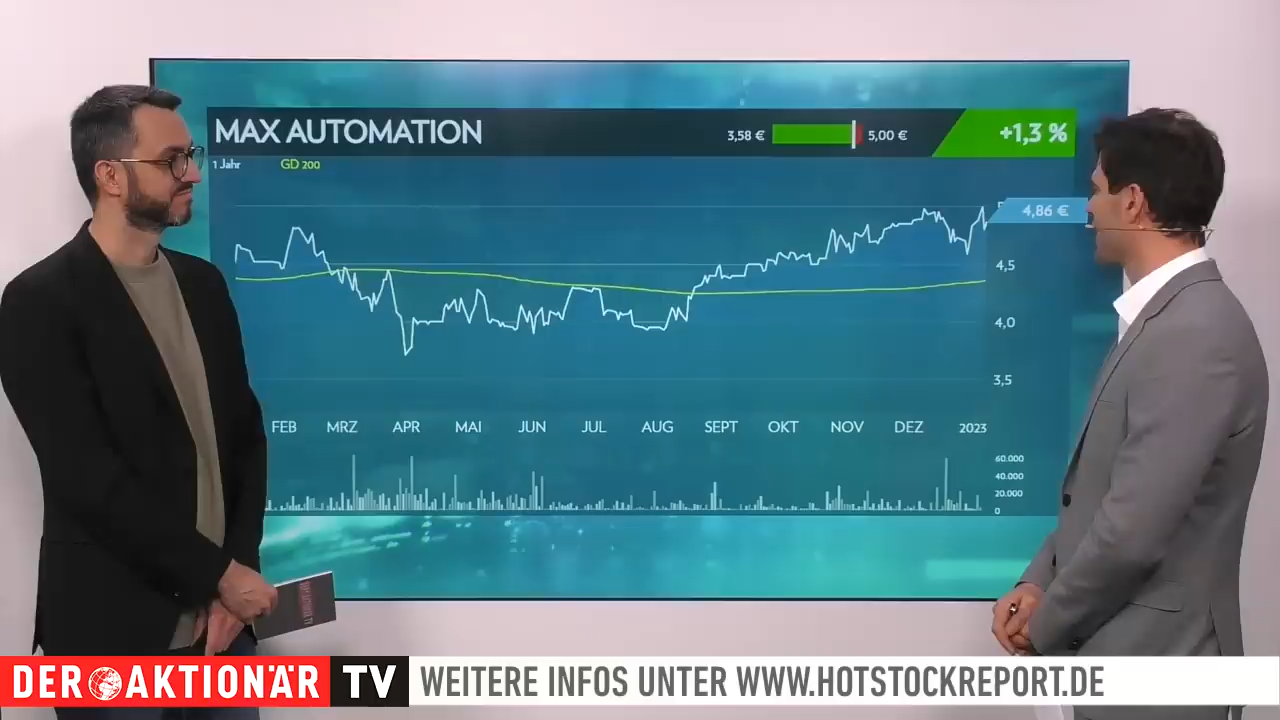 MAX AUTOMATION
3,58 € 5,00 €
+1,3 %
1 Jahr GD 200
4,86 €
4,5
4,0
3,5
FEB MRZ APR MAI JUN JUL AUG SEPT OKT NOV DEZ 2023
60.000
40.000
20.000
0
DER AKTIONÄR TV
WEITERE INFOS UNTER WWW.HOTSTOCKREPORT.DE